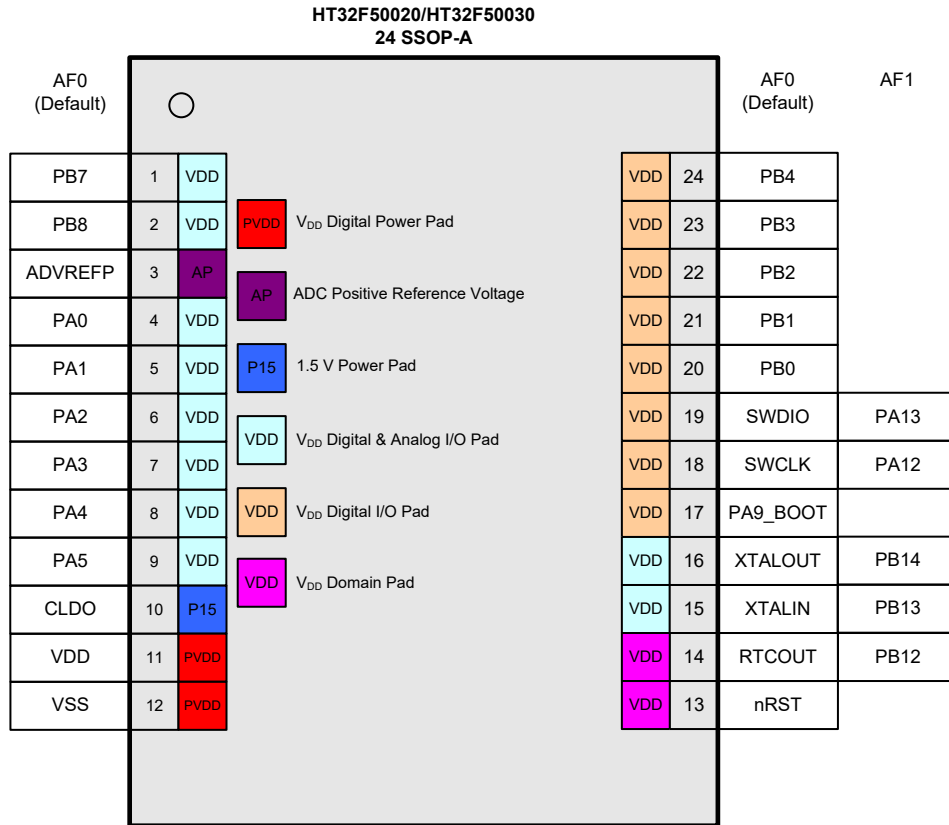 HT32F50020/HT32F50030
24 SSOP-A
AF0
(Default)
AF0
(Default)
AF1
PB7 1 VDD
VDD 24 PB4
PB8 2 VDD
PVDD VDD Digital Power Pad
VDD 23 PB3
ADVREFP 3 AP
AP ADC Positive Reference Voltage
VDD 22 PB2
PA0 4 VDD
VDD 21 PB1
PA1 5 VDD
P15 1.5 V Power Pad
VDD 20 PB0
PA2 6 VDD
VDD VDD Digital & Analog I/O Pad
VDD 19 SWDIO PA13
PA3 7 VDD
VDD 18 SWCLK PA12
PA4 8 VDD
VDD VDD Digital I/O Pad
VDD 17 PA9_BOOT
PA5 9 VDD
VDD VDD Domain Pad
VDD 16 XTALOUT PB14
CLDO 10 P15
VDD 15 XTALIN PB13
VDD 11 PVDD
VDD 14 RTCOUT PB12
VSS 12 PVDD
VDD 13 nRST